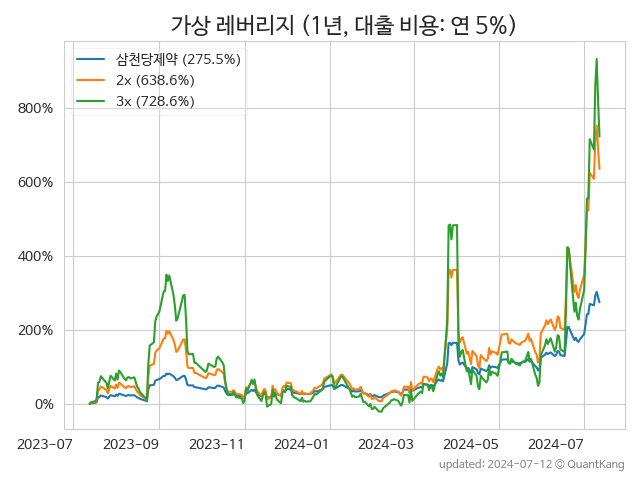 가상 레버리지 (1년, 대출 비용: 연 5%)
삼천당제약 (275.5%)
2x (638.6%)
3x (728.6%)
800%
600%
400%
200%
0%
2023-07 2023-09 2023-11 2024-01 2024-03 2024-05 2024-07
updated: 2024-07-12 © QuantKang